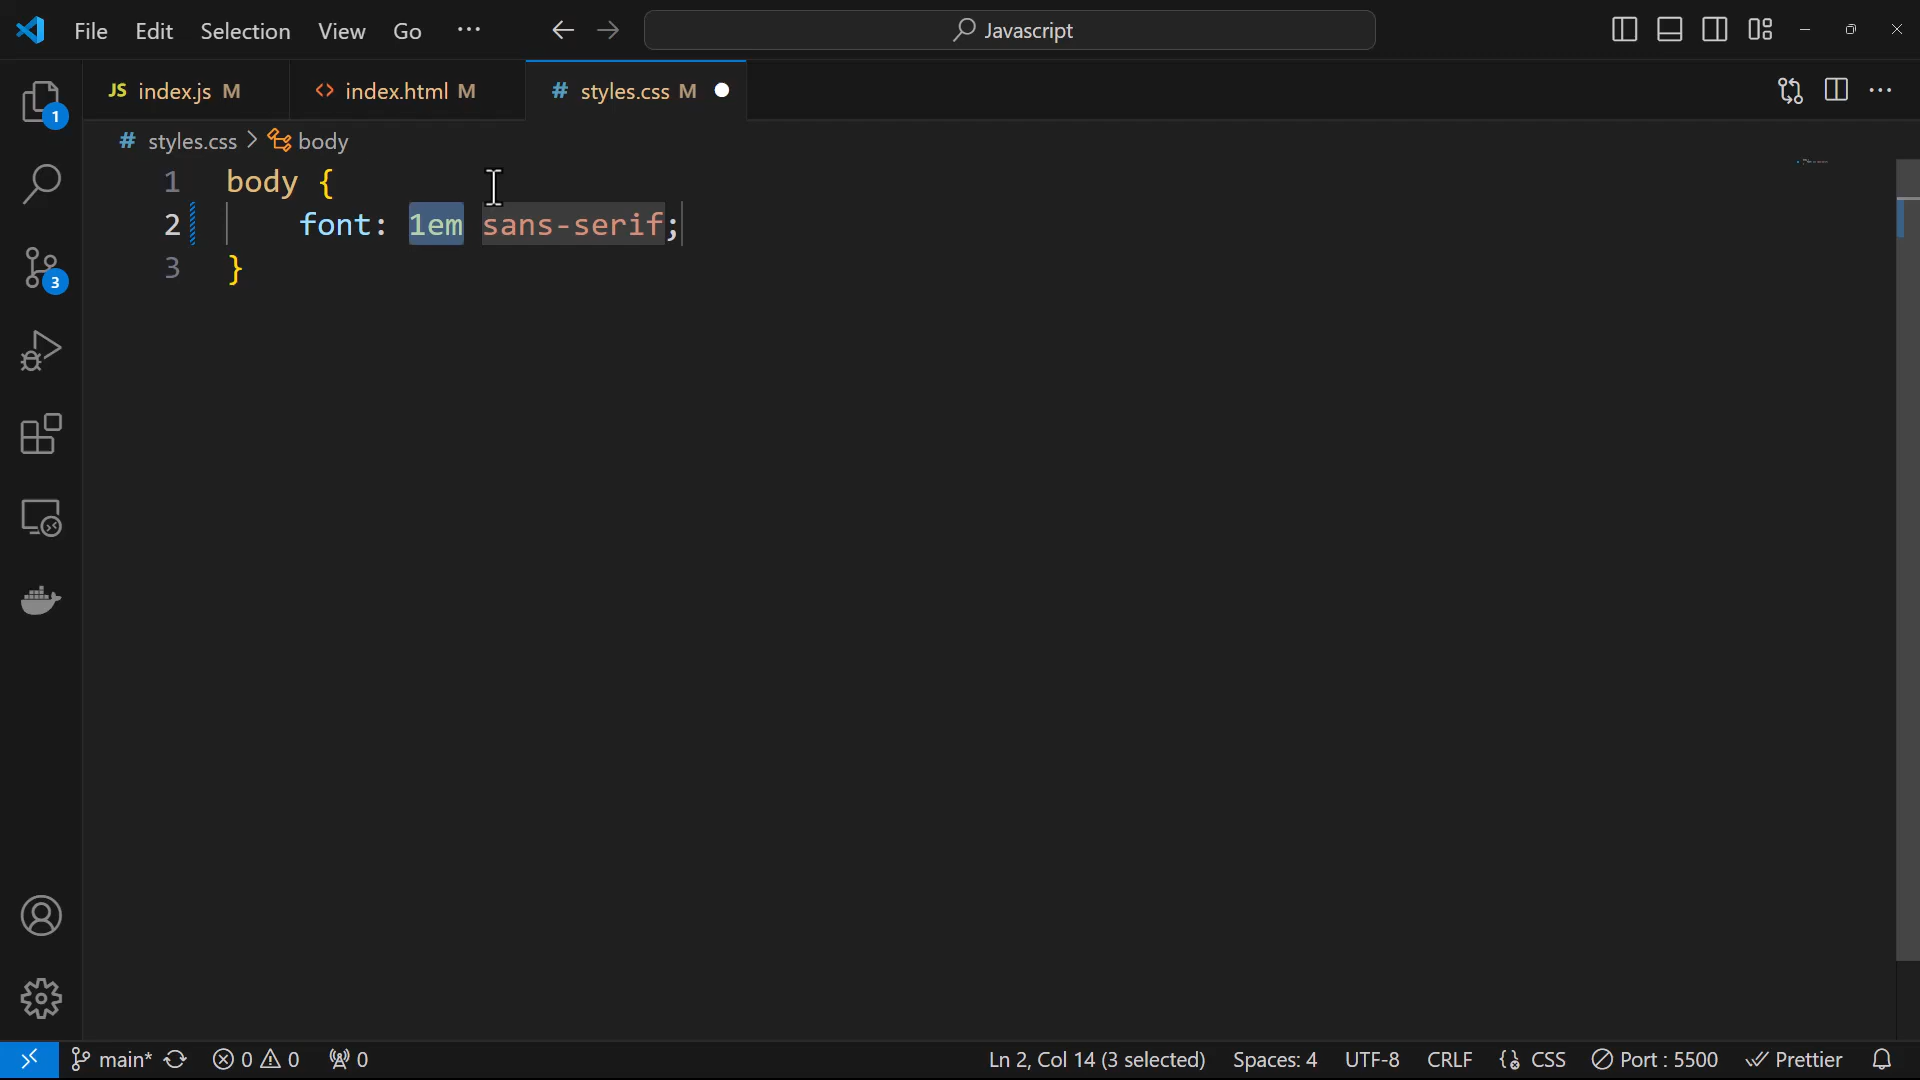 File Edit Selection View Go ··· Javascript
JS index.js M <> index.html M # styles.css M
# styles.css > body
1 body {
2 font: 1em sans-serif;
3 }
1
3
main* 0 0 0 Ln 2, Col 14 (3 selected) Spaces: 4 UTF-8 CRLF {} CSS Port : 5500 Prettier